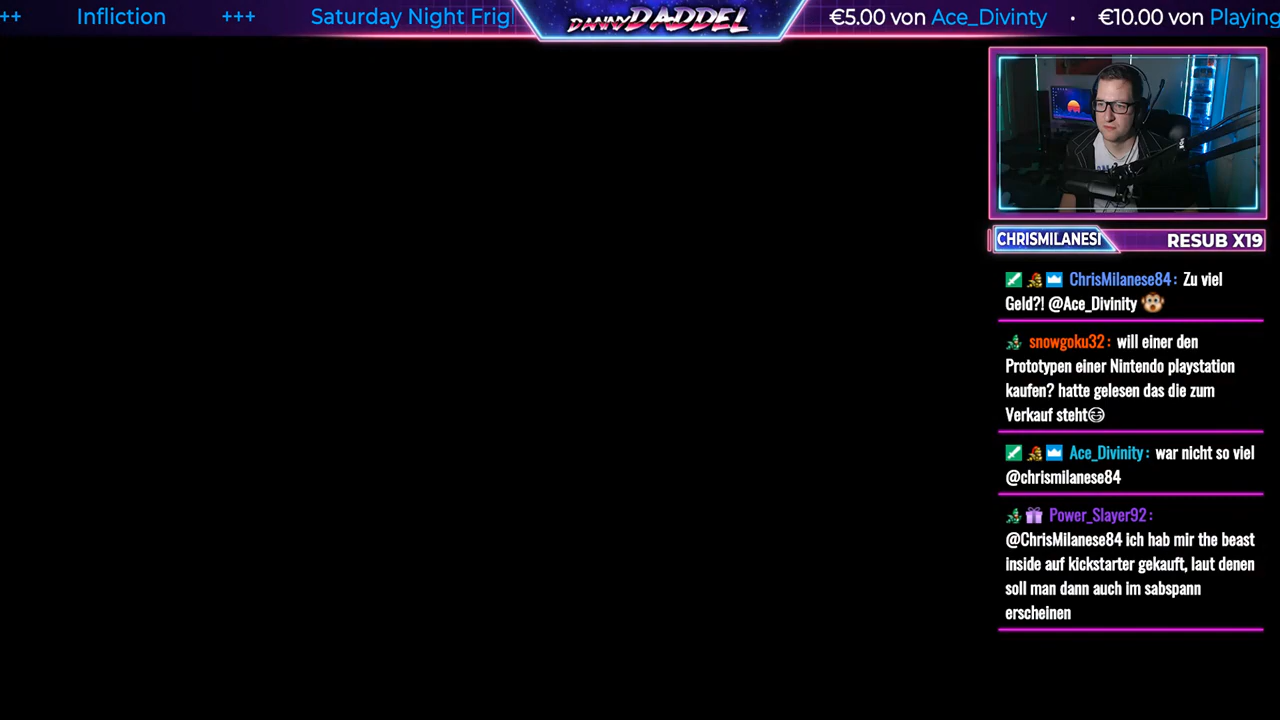 ++ Infliction +++ Saturday Night Frig
DANNYDADDEL
€5.00 von Ace_Divinty • €10.00 von Playing
CHRISMILANESI
RESUB X19
ChrisMilanese84: Zu viel
Geld?! @Ace_Divinity
snowgoku32: will einer den
Prototypen einer Nintendo playstation
kaufen? hatte gelesen das die zum
Verkauf steht
Ace_Divinity: war nicht so viel
@chrismilanese84
Power_Slayer92:
@ChrisMilanese84 ich hab mir the beast
inside auf kickstarter gekauft, laut denen
soll man dann auch im sabspann
erscheinen